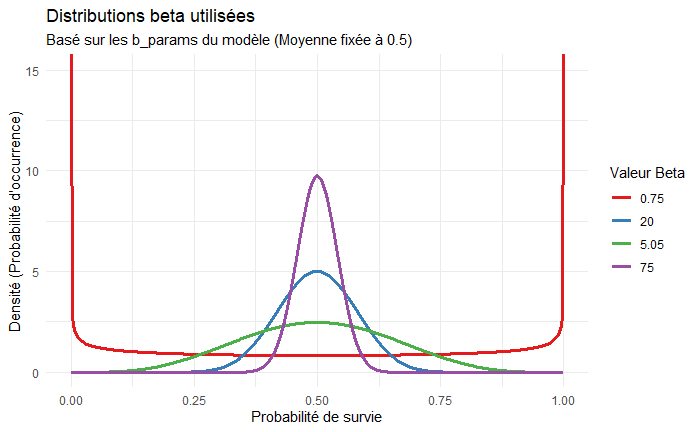 Distributions beta utilisées
Basé sur les b_params du modèle (Moyenne fixée à 0.5)
Densité (Probabilité d'occurrence)
15
10
5
0
0.00 0.25 0.50 0.75 1.00
Probabilité de survie
Valeur Beta
0.75
20
5.05
75